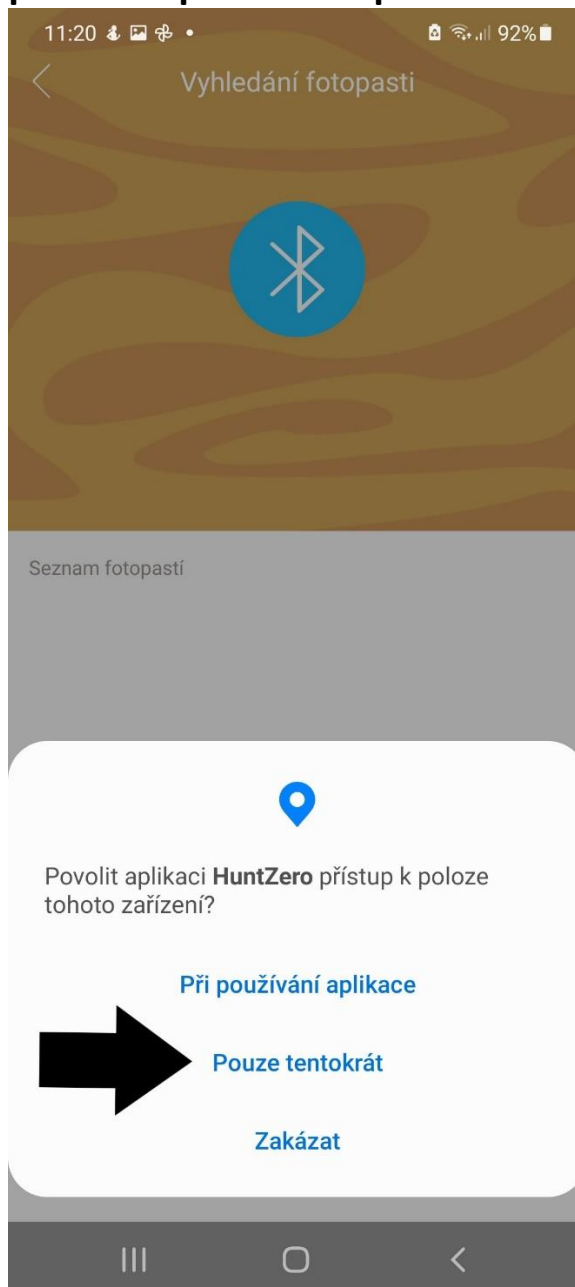 11:20
92%
Vyhledání fotopasti
Seznam fotopastí
Povolit aplikaci HuntZero přístup k poloze
tohoto zařízení?
Při používání aplikace
Pouze tentokrát
Zakázat